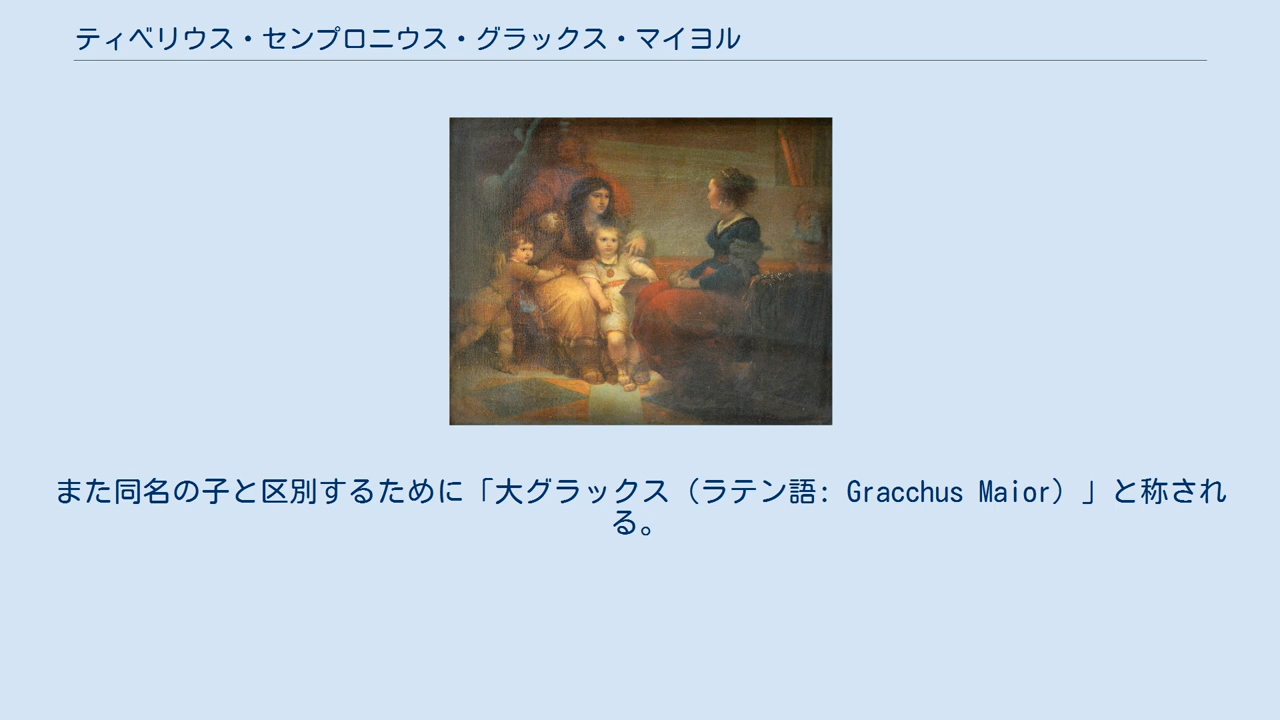 ティベリウス・センプロニウス・グラックス・マイヨル
また同名の子と区別するために「大グラックス（ラテン語: Gracchus Maior）」と称され
る。